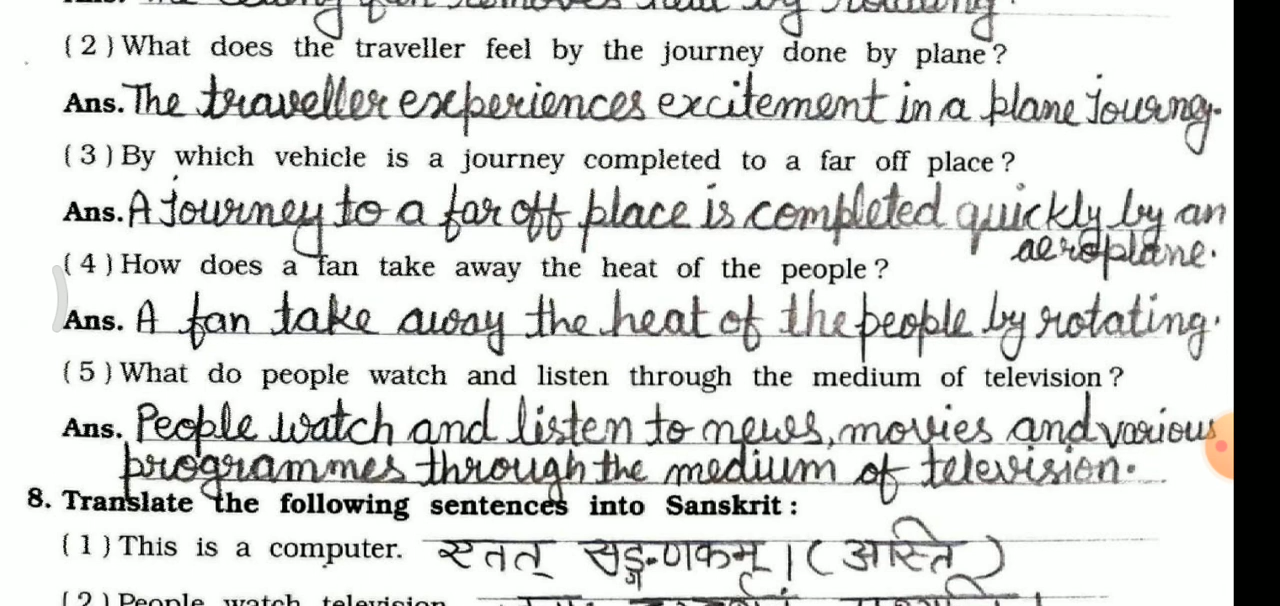 ( 2 ) What does the traveller feel by the journey done by plane ?
Ans. The traveller experiences excitement in a plane journey.
( 3 ) By which vehicle is a journey completed to a far off place ?
Ans. A journey to a far off place is completed quickly by an
aeroplane.
( 4 ) How does a fan take away the heat of the people ?
Ans. A fan take away the heat of the people by rotating.
( 5 ) What do people watch and listen through the medium of television ?
Ans. People watch and listen to news, movies and various
programmes through the medium of television.
8. Translate the following sentences into Sanskrit :
( 1 ) This is a computer. एतत् सङ्गणकम् । ( अस्ति )
( 2 ) People watch television